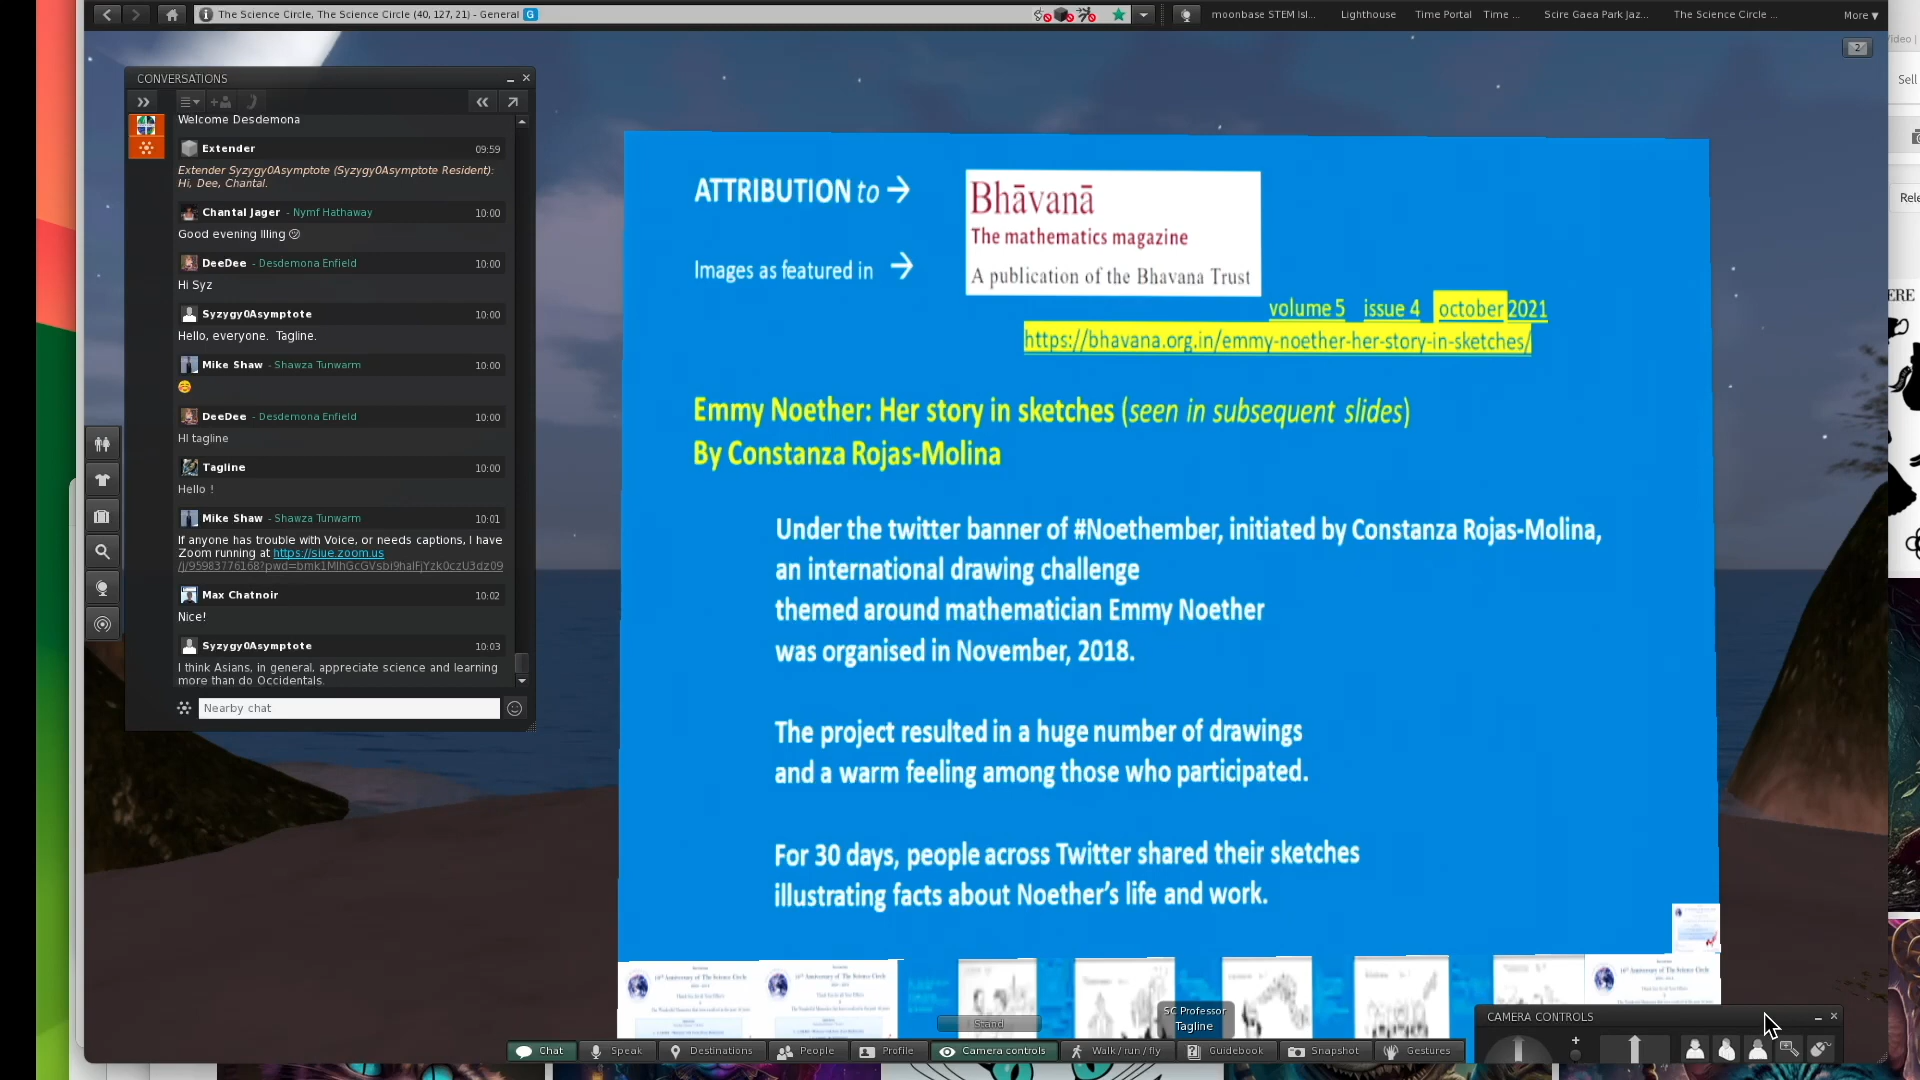 The Science Circle, The Science Circle (40, 127, 21) - General G
moonbase STEM Isl...
Lighthouse
Time Portal
Time ...
Scire Gaea Park Jaz...
The Science Circle ...
More
2
Sell
CONVERSATIONS
Welcome Desdemona
Extender 09:59
Extender Syzygy0Asymptote (Syzygy0Asymptote Resident):
Hi, Dee, Chantal.
Chantal Jager - Nymf Hathaway 10:00
Good evening Illing
DeeDee - Desdemona Enfield 10:00
Hi Syz
Syzygy0Asymptote 10:00
Hello, everyone. Tagline.
Mike Shaw - Shawza Tunwarm 10:00
DeeDee - Desdemona Enfield 10:00
HI tagline
Tagline 10:00
Hello !
Mike Shaw - Shawza Tunwarm 10:01
If anyone has trouble with Voice, or needs captions, I have
Zoom running at https://siue.zoom.us
Max Chatnoir 10:02
Nice!
Syzygy0Asymptote 10:03
I think Asians, in general, appreciate science and learning
more than do Occidentals.
Nearby chat
ATTRIBUTION to →
Bhāvanā
The mathematics magazine
Images as featured in →
A publication of the Bhavana Trust
volume 5 issue 4 october 2021
https://bhavana.org.in/emmy-noether-her-story-in-sketches/
Emmy Noether: Her story in sketches (seen in subsequent slides)
By Constanza Rojas-Molina
Under the twitter banner of #Noethember, initiated by Constanza Rojas-Molina,
an international drawing challenge
themed around mathematician Emmy Noether
was organised in November, 2018.
The project resulted in a huge number of drawings
and a warm feeling among those who participated.
For 30 days, people across Twitter shared their sketches
illustrating facts about Noether's life and work.
SC Professor
Tagline
Stand
CAMERA CONTROLS
Chat
Speak
Destinations
People
Profile
Camera controls
Walk / run / fly
Guidebook
Snapshot
Gestures